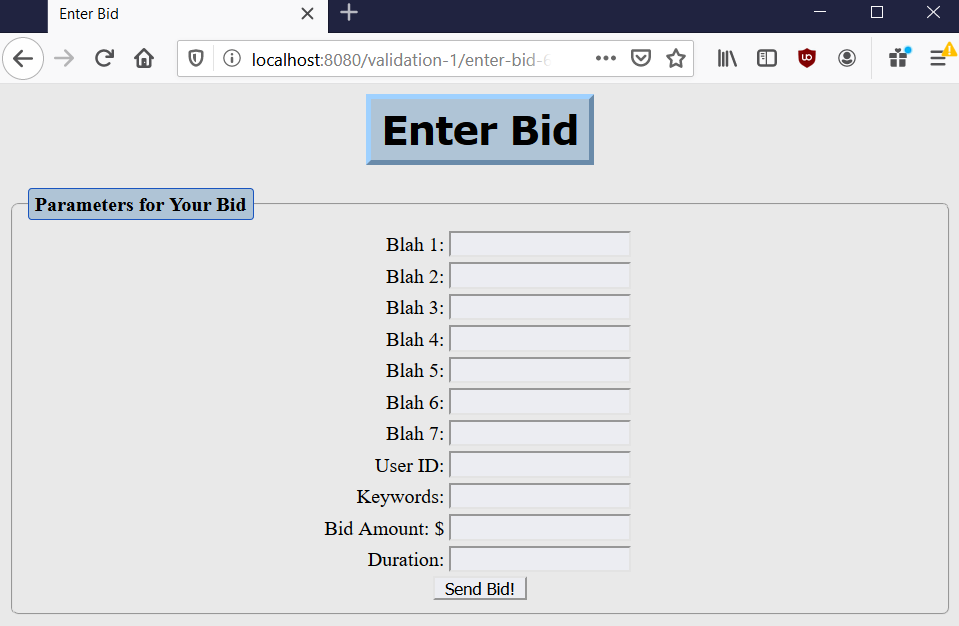 Enter Bid
localhost:8080/validation-1/enter-bid-
Enter Bid
Parameters for Your Bid
Blah 1:
Blah 2:
Blah 3:
Blah 4:
Blah 5:
Blah 6:
Blah 7:
User ID:
Keywords:
Bid Amount: $
Duration:
Send Bid!